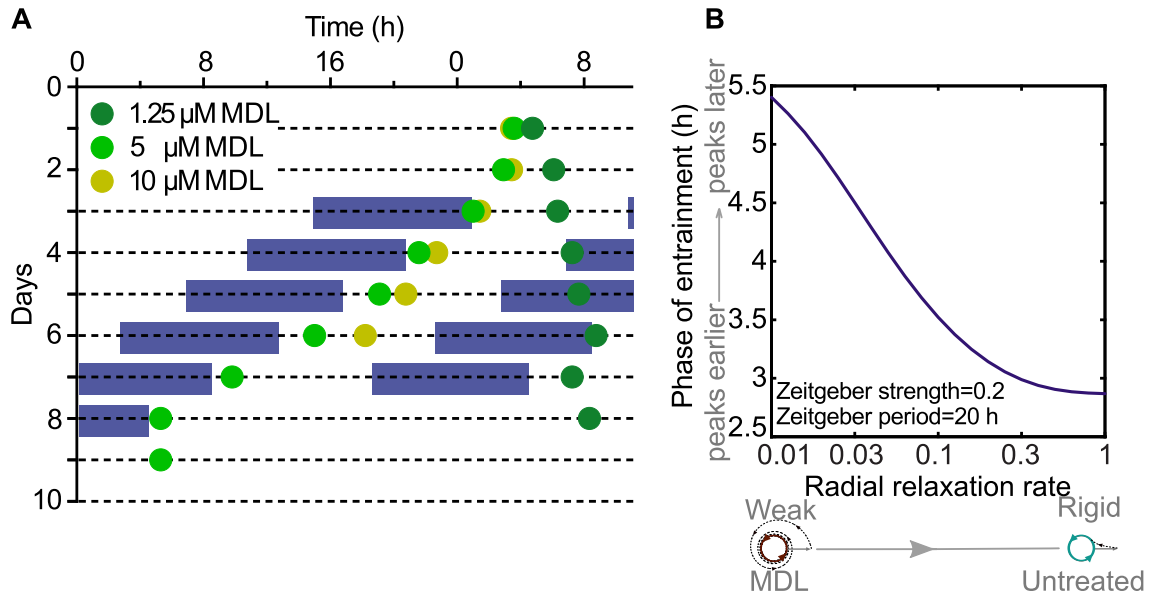 A
Time (h)
0 8 16 0 8
Days
0
2
4
6
8
10
1.25 µM MDL
5 µM MDL
10 µM MDL
B
Phase of entrainment (h)
peaks earlier
peaks later
5.5
5
4.5
4
3.5
3
2.5
Zeitgeber strength=0.2
Zeitgeber period=20 h
0.01 0.03 0.1 0.3 1
Radial relaxation rate
Weak
Rigid
MDL
Untreated